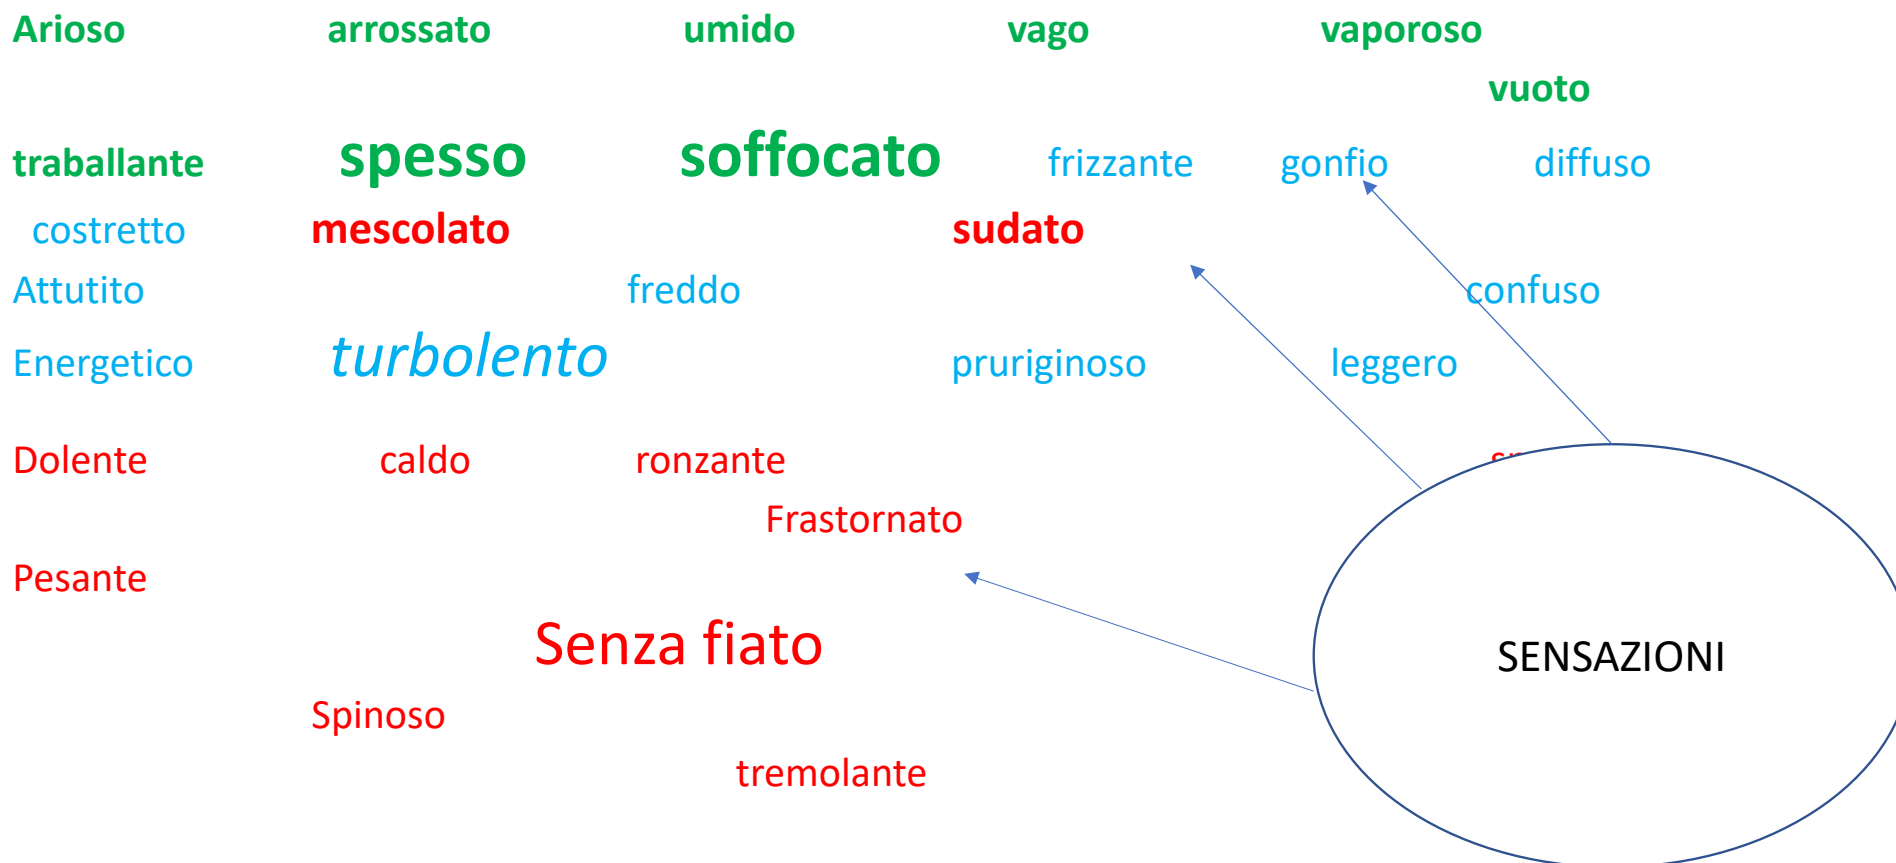 Arioso arrossato umido vago vaporoso
vuoto
traballante spesso soffocato frizzante gonfio diffuso
costretto mescolato sudato
Attutito freddo confuso
Energetico turbolento pruriginoso leggero
Dolente caldo ronzante
Frastornato
Pesante
Senza fiato
SENSAZIONI
Spinoso
tremolante